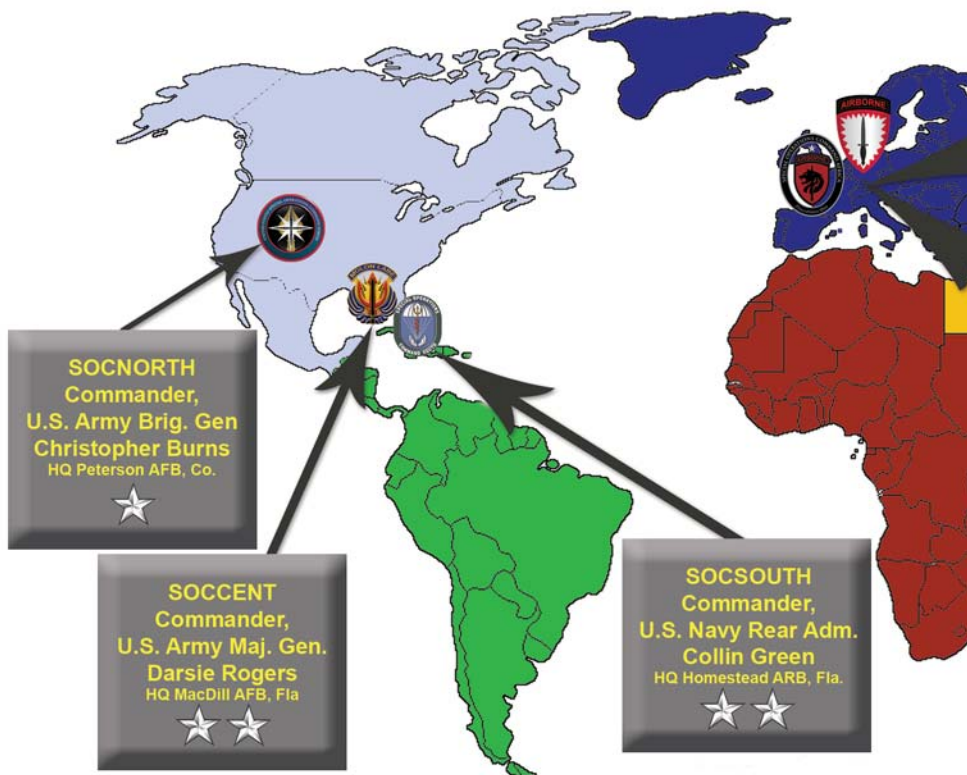 AIRBORNE
SOCNORTH
Commander,
U.S. Army Brig. Gen
Christopher Burns
HQ Peterson AFB, Co.
SOCCENT
Commander,
U.S. Army Maj. Gen.
Darsie Rogers
HQ MacDill AFB, Fla
SOCSOUTH
Commander,
U.S. Navy Rear Adm.
Collin Green
HQ Homestead ARB, Fla.